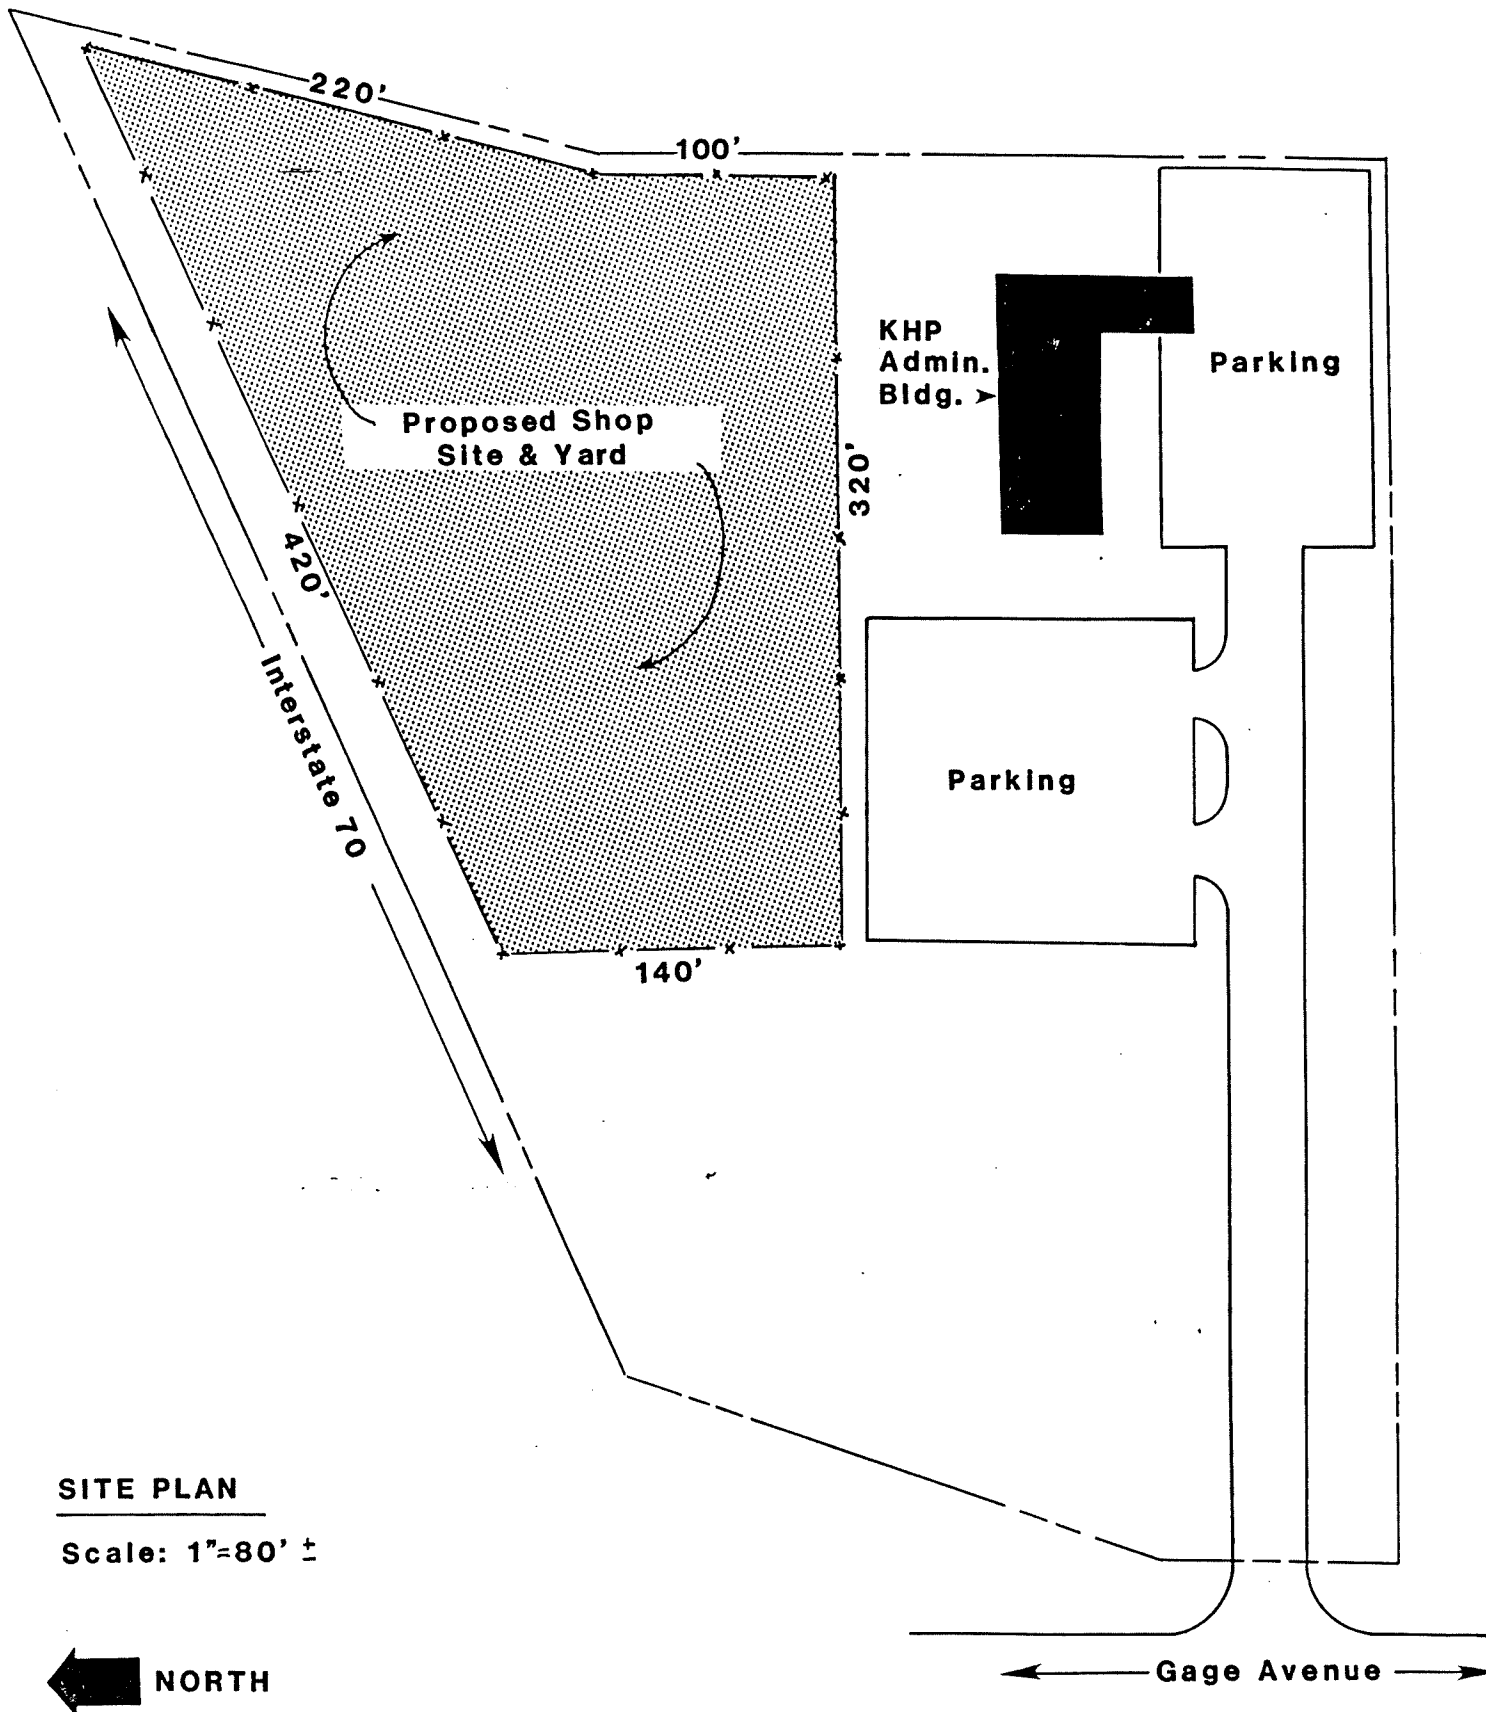 220'
100'
KHP
Admin.
Bldg.
Parking
Proposed Shop
Site & Yard
320'
420'
Interstate 70
Parking
140'
SITE PLAN
Scale: 1"=80' ±
NORTH
Gage Avenue